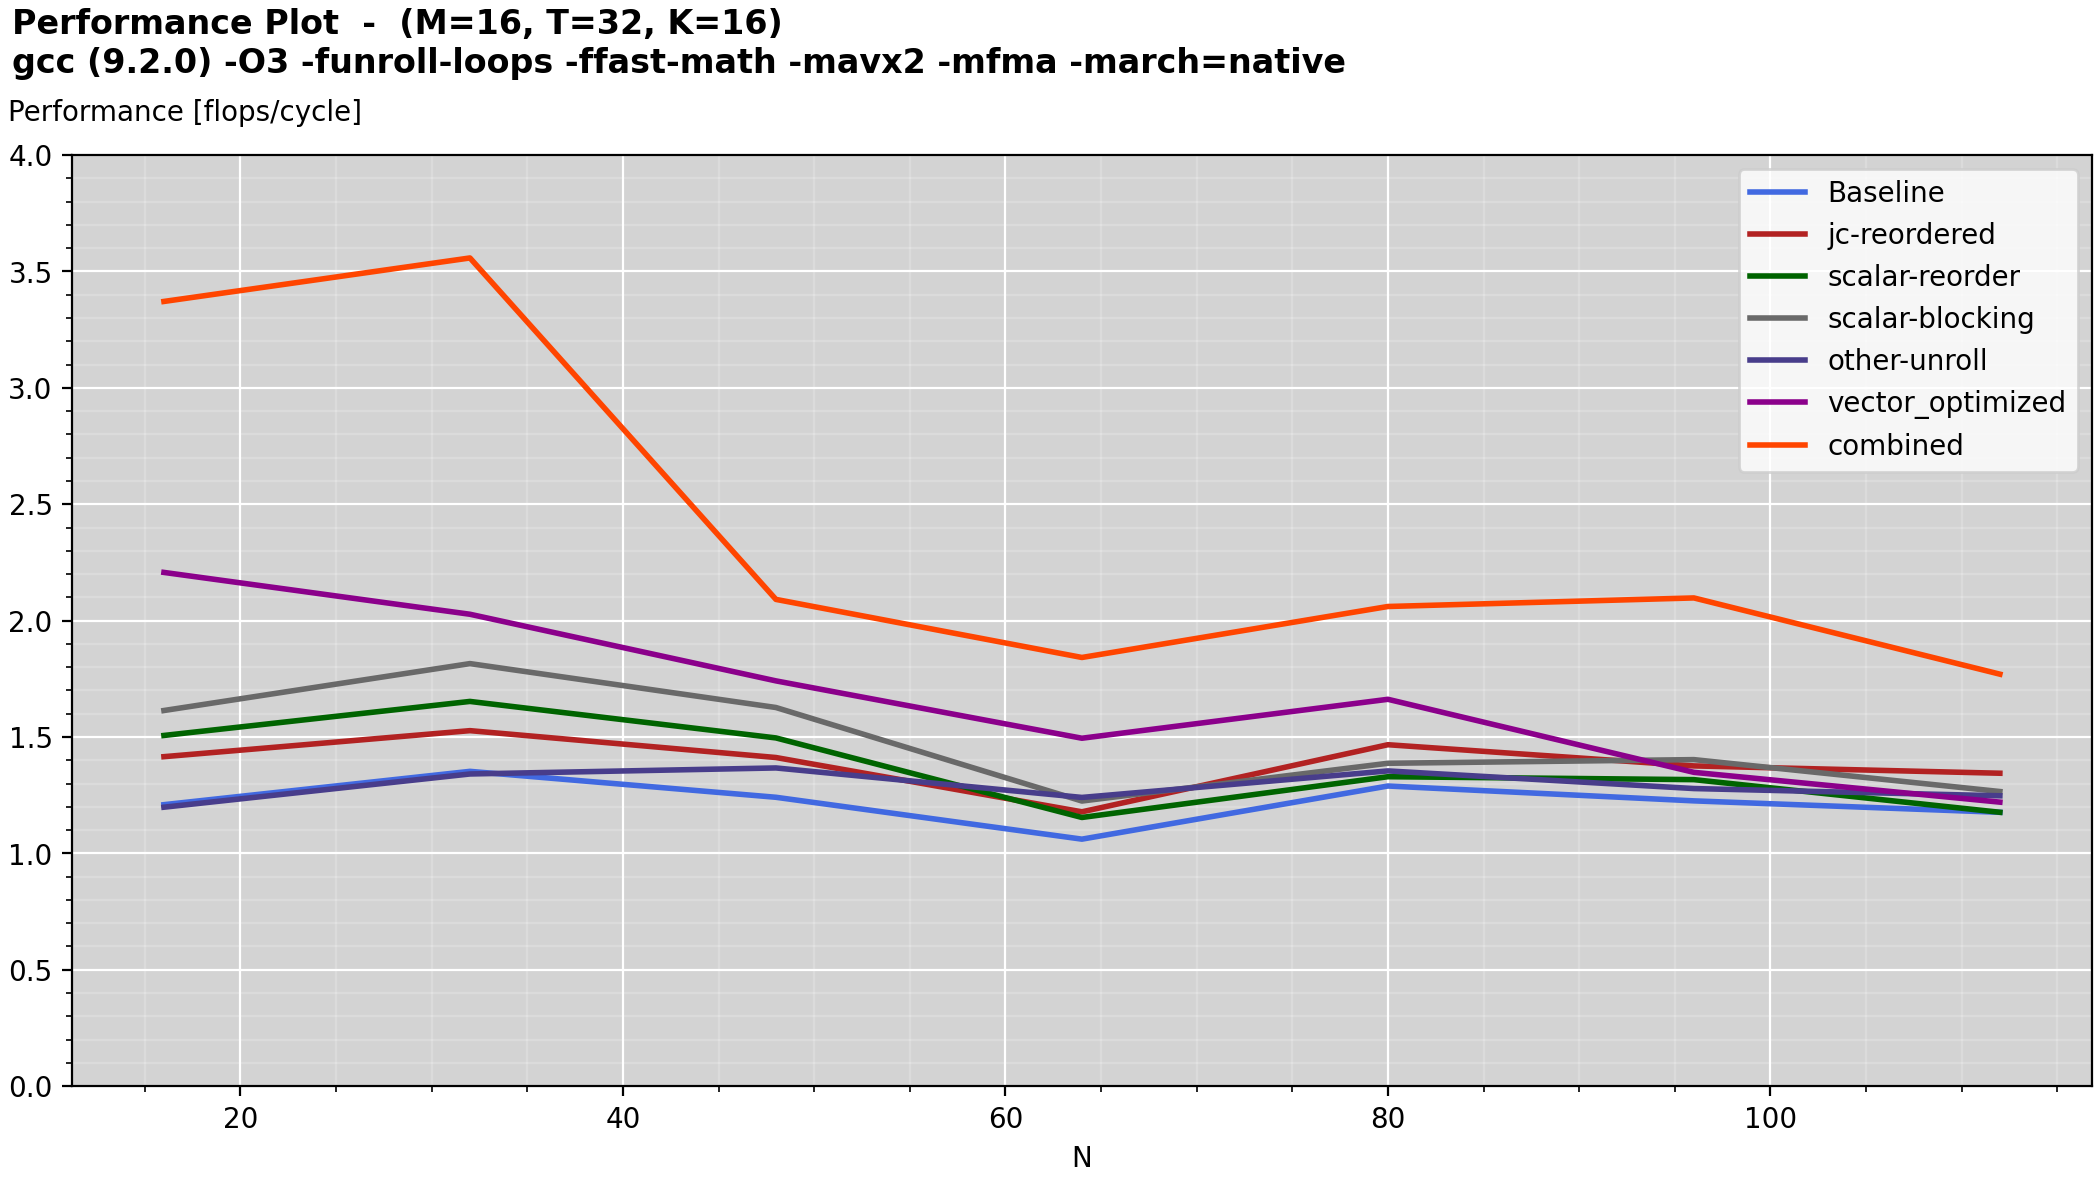 Performance Plot  -  (M=16, T=32, K=16)
gcc (9.2.0) -O3 -funroll-loops -ffast-math -mavx2 -mfma -march=native
Performance [flops/cycle]
4.0
3.5
3.0
2.5
2.0
1.5
1.0
0.5
0.0
Baseline
jc-reordered
scalar-reorder
scalar-blocking
other-unroll
vector_optimized
combined
20 40 60 80 100
N